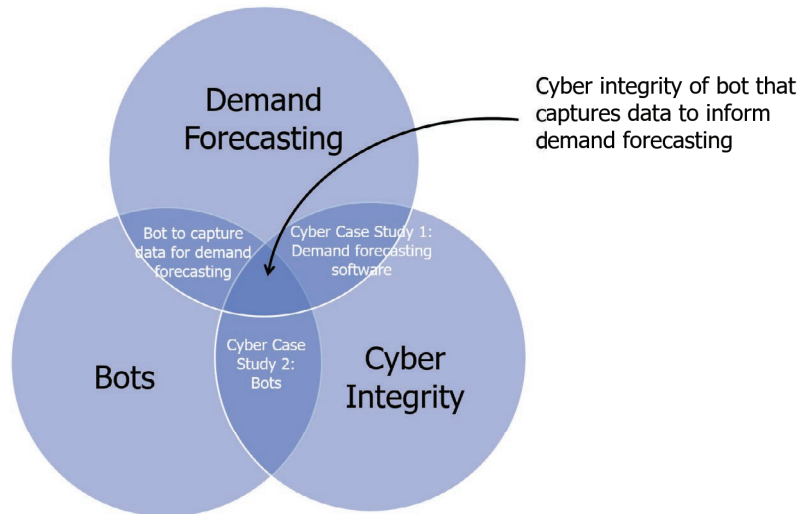 Demand
Forecasting
Cyber integrity of bot that
captures data to inform
demand forecasting
Bot to capture
data for demand
forecasting
Cyber Case Study 1:
Demand forecasting
software
Cyber Case
Study 2:
Bots
Bots
Cyber
Integrity